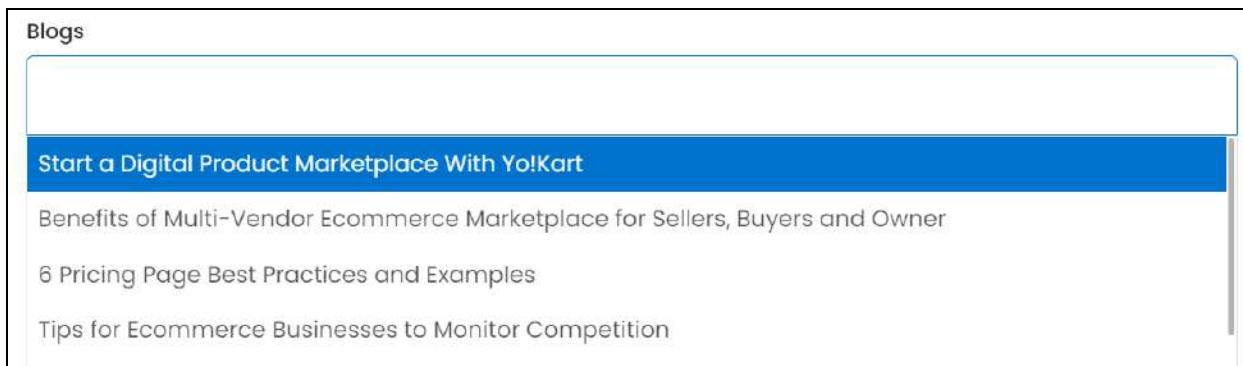 Blogs
Start a Digital Product Marketplace With Yo!Kart
Benefits of Multi-Vendor Ecommerce Marketplace for Sellers, Buyers and Owner
6 Pricing Page Best Practices and Examples
Tips for Ecommerce Businesses to Monitor Competition